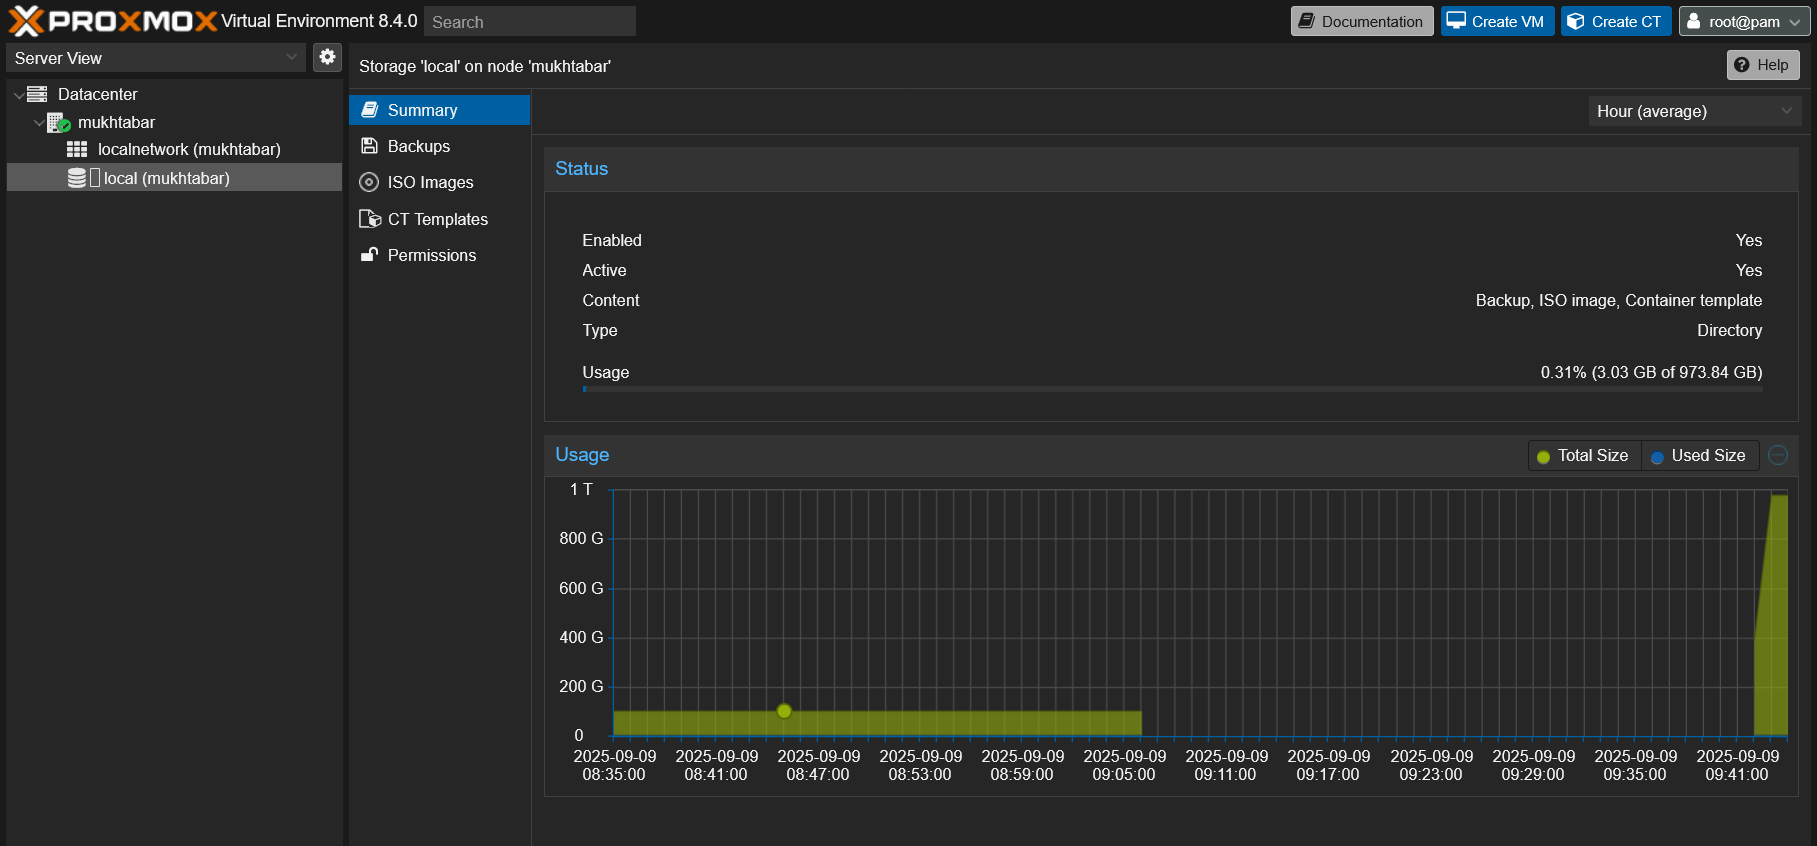 PROXMOX Virtual Environment 8.4.0 Search Documentation Create VM Create CT root@pam
Server View
Storage 'local' on node 'mukhtabar' Help
Datacenter
mukhtabar
localnetwork (mukhtabar)
local (mukhtabar)
Summary
Backups
ISO Images
CT Templates
Permissions
Hour (average)
Status
Enabled Yes
Active Yes
Content Backup, ISO image, Container template
Type Directory
Usage 0.31% (3.03 GB of 973.84 GB)
Usage Total Size Used Size
1 T
800 G
600 G
400 G
200 G
0
2025-09-09 2025-09-09 2025-09-09 2025-09-09 2025-09-09 2025-09-09 2025-09-09 2025-09-09 2025-09-09 2025-09-09 2025-09-09 2025-09-09
08:35:00 08:41:00 08:47:00 08:53:00 08:59:00 09:05:00 09:11:00 09:17:00 09:23:00 09:29:00 09:35:00 09:41:00